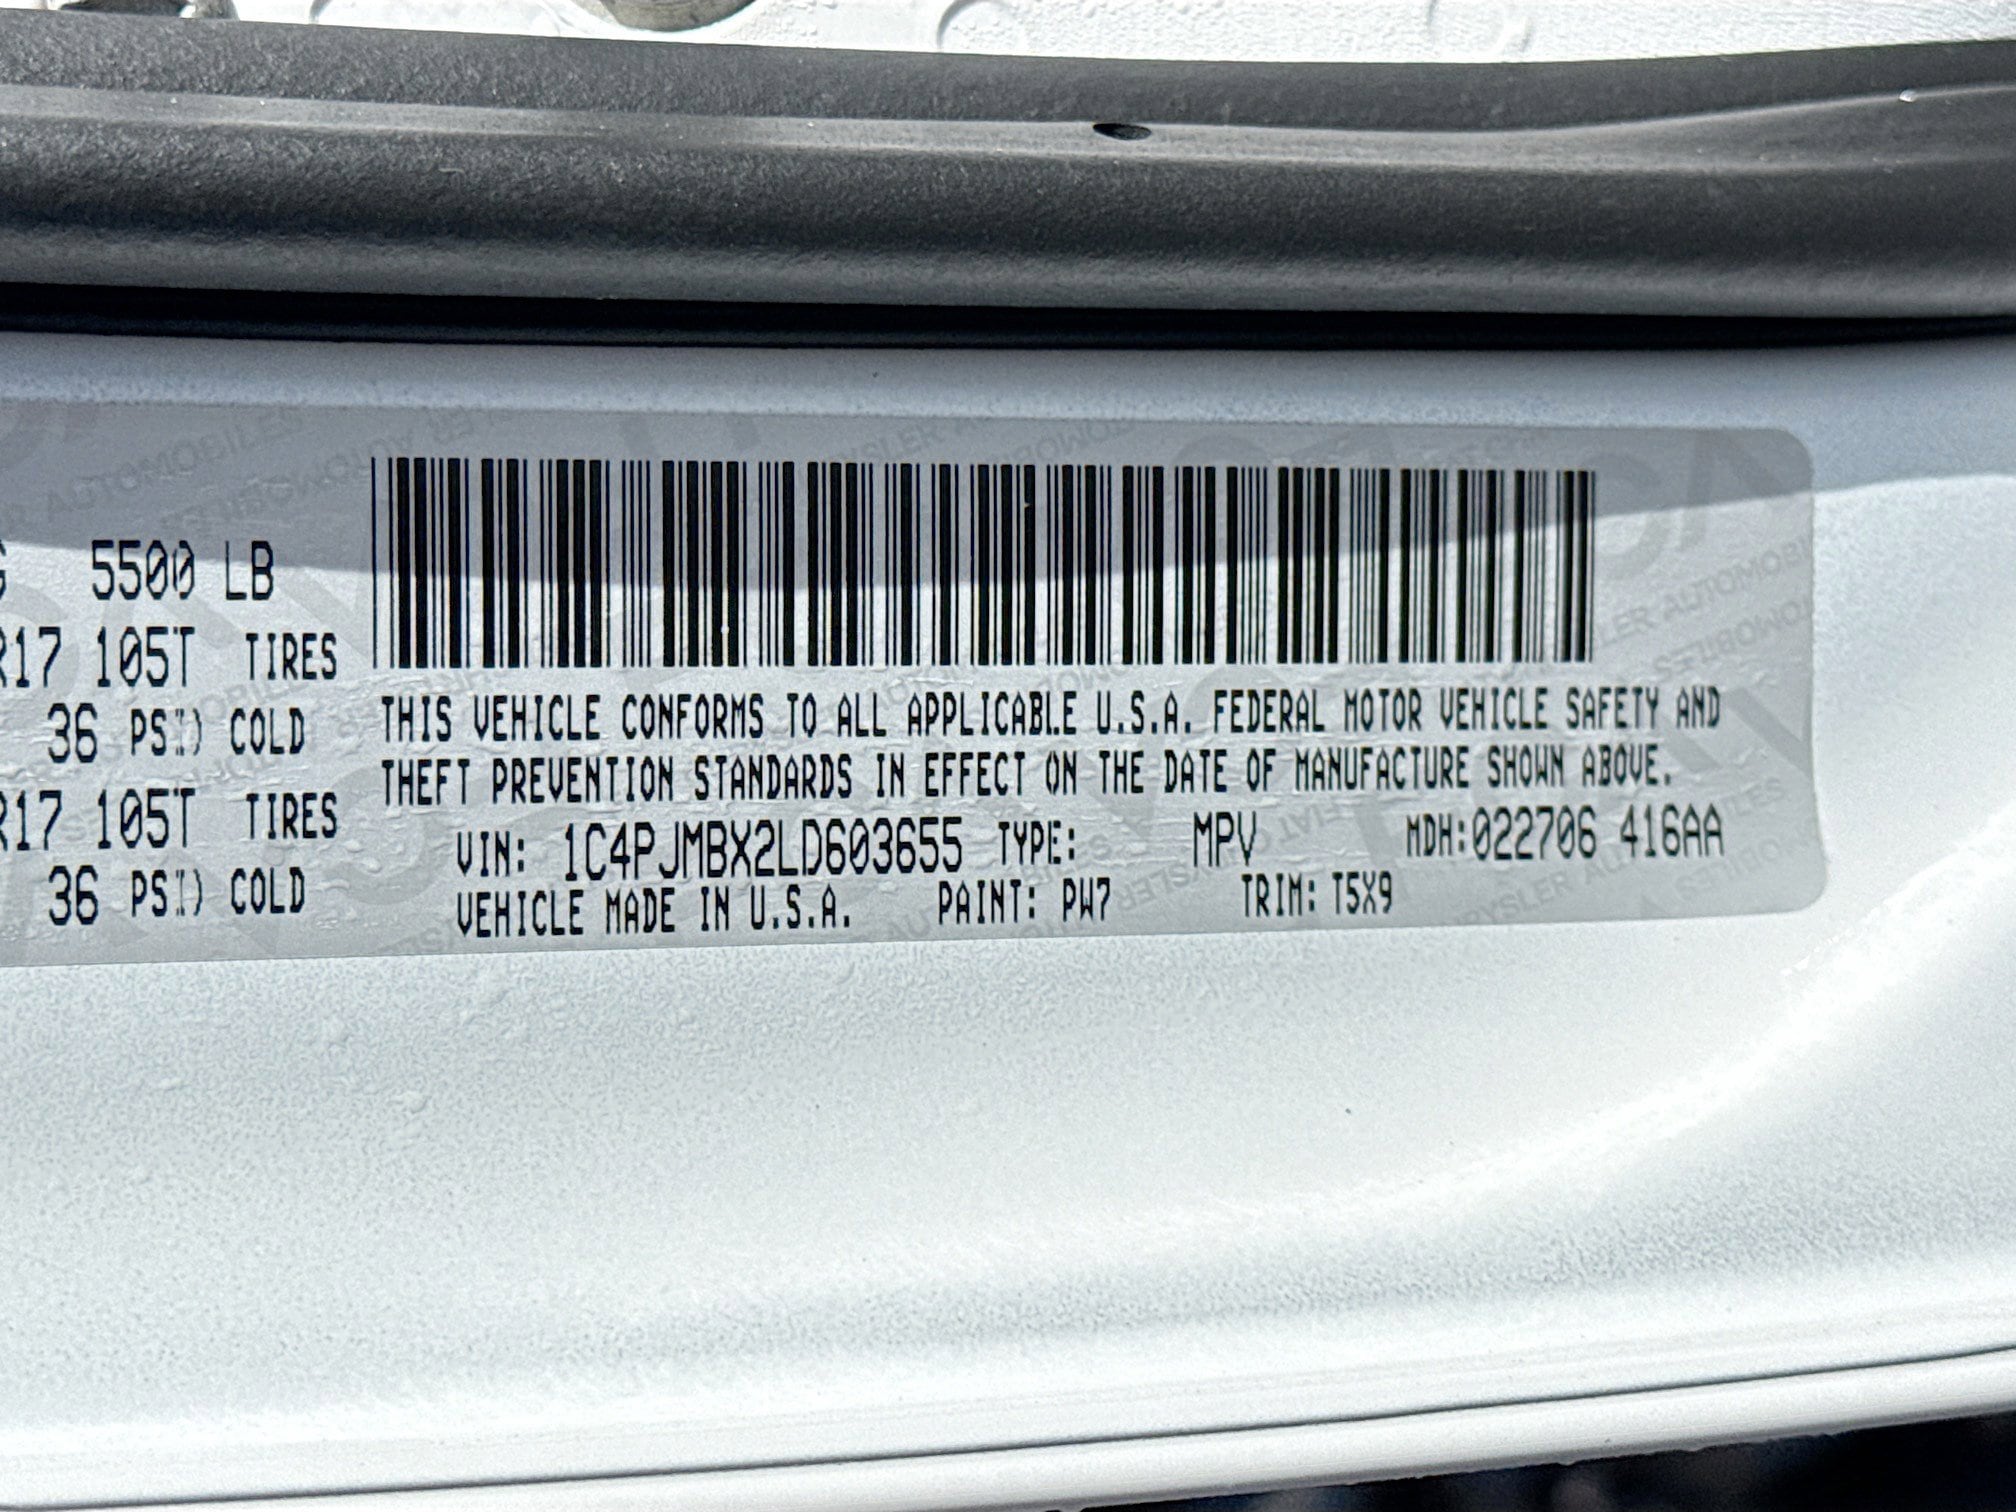 5500 LB
R17 105T TIRES
36 PSI) COLD
R17 105T TIRES
36 PSI) COLD
THIS VEHICLE CONFORMS TO ALL APPLICABLE U.S.A. FEDERAL MOTOR VEHICLE SAFETY AND
THEFT PREVENTION STANDARDS IN EFFECT ON THE DATE OF MANUFACTURE SHOWN ABOVE.
VIN: 1C4PJMBX2LD603655 TYPE: MPV MDH:022706 416AA
VEHICLE MADE IN U.S.A. PAINT: PW7 TRIM: T5X9